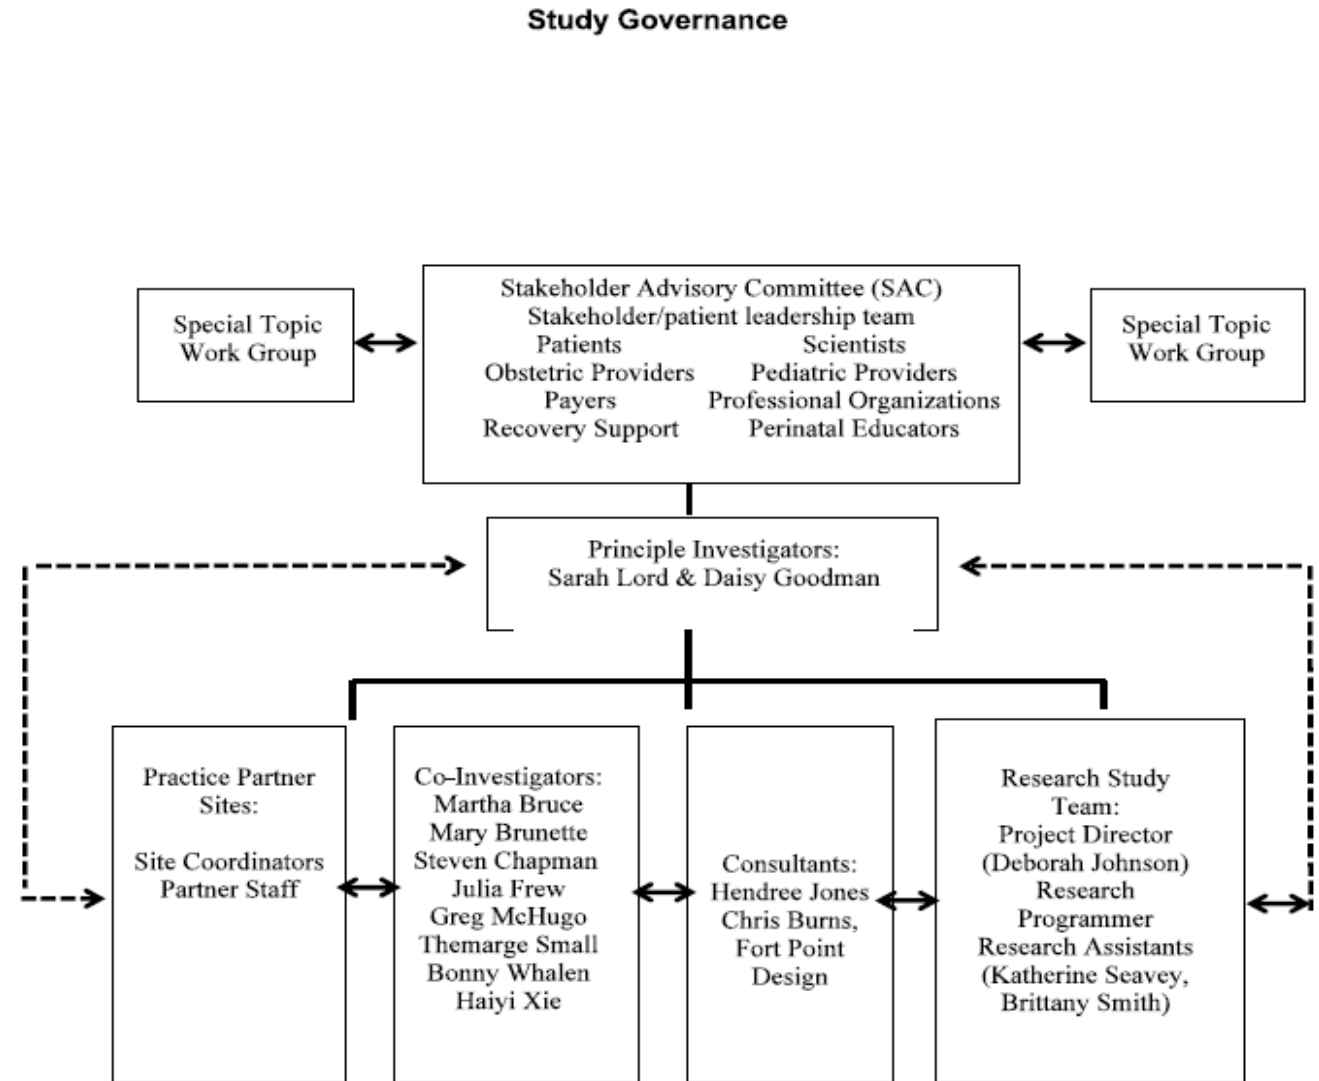 Study Governance
Special Topic
Work Group
Stakeholder Advisory Committee (SAC)
Stakeholder/patient leadership team
Patients Scientists
Obstetric Providers Pediatric Providers
Payers Professional Organizations
Recovery Support Perinatal Educators
Special Topic
Work Group
Principle Investigators:
Sarah Lord & Daisy Goodman
Practice Partner
Sites:
Site Coordinators
Partner Staff
Co-Investigators:
Martha Bruce
Mary Brunette
Steven Chapman
Julia Frew
Greg McHugo
Themarge Small
Bonny Whalen
Haiyi Xie
Consultants:
Hendree Jones
Chris Burns,
Fort Point
Design
Research Study
Team:
Project Director
(Deborah Johnson)
Research
Programmer
Research Assistants
(Katherine Seavey,
Brittany Smith)